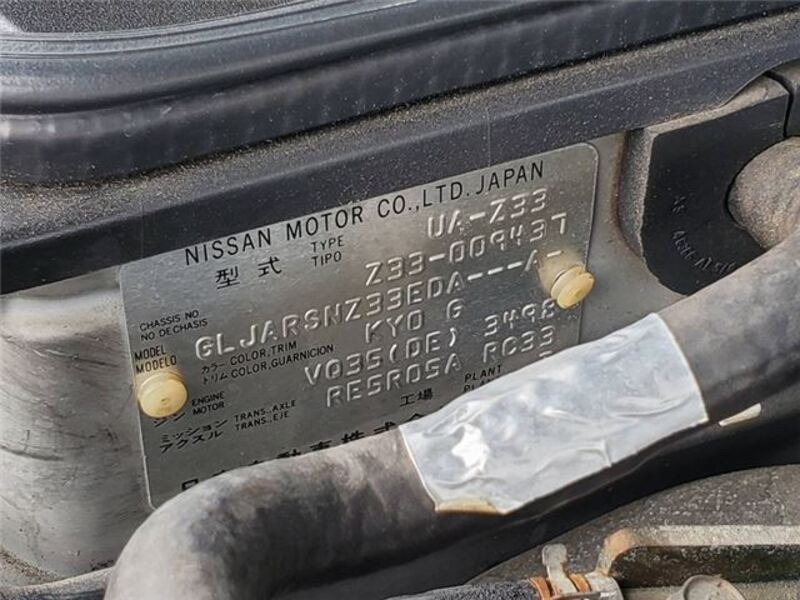 NISSAN MOTOR CO.,LTD. JAPAN
型式 TYPE TIPO UA-Z33
CHASSIS NO
NO DE CHASIS Z33-009437
MODEL
MODELO GLJARSNZ33EDA---A-
カラー COLOR,TRIM
トリム COLOR,GUARNICION KY0 G
ENGINE
MOTOR VQ35(DE) 3498
ミッション TRANS.,AXLE
アクスル TRANS.,EJE RE5R05A RC33
工場 PLANT -